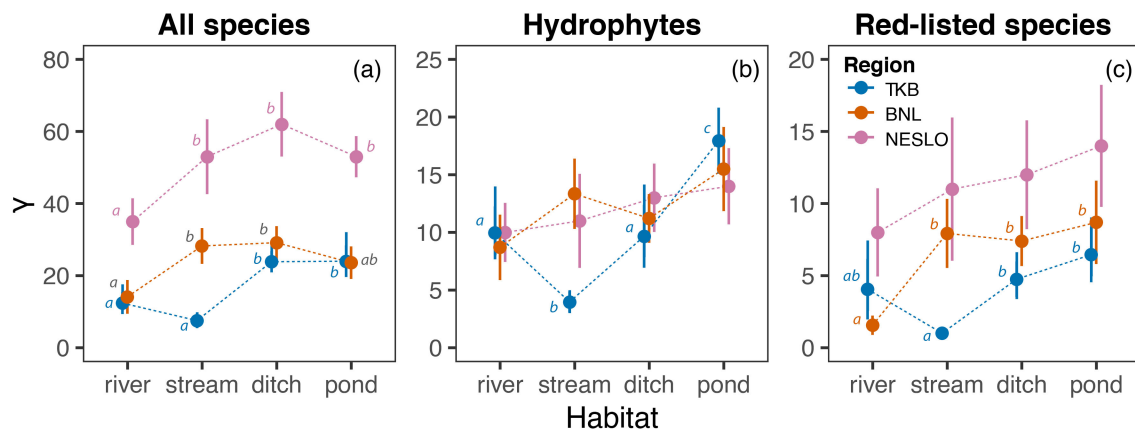 All species
Hydrophytes
Red-listed species
γ
80
60
40
20
0
(a)
a
b
b
b
a
b
b
ab
a
a
b
b
river stream ditch pond
25
20
15
10
5
0
(b)
a
b
a
c
river stream ditch pond
20
15
10
5
0
(c)
Region
TKB
BNL
NESLO
ab
a
b
b
a
b
b
b
river stream ditch pond
Habitat